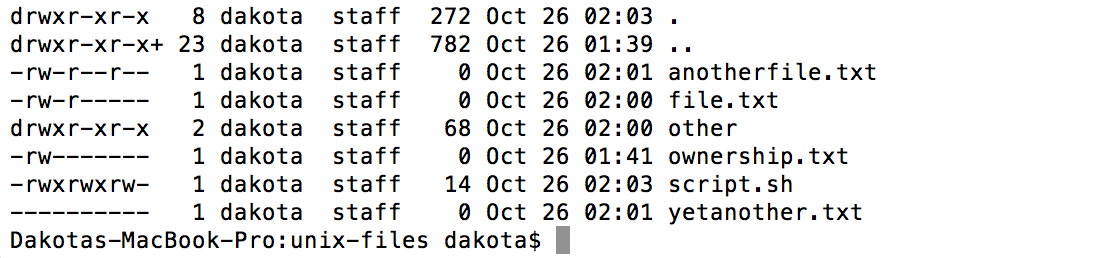 drwxr-xr-x   8 dakota  staff  272 Oct 26 02:03 .
drwxr-xr-x+ 23 dakota  staff  782 Oct 26 01:39 ..
-rw-r--r--   1 dakota  staff    0 Oct 26 02:01 anotherfile.txt
-rw-r-----   1 dakota  staff    0 Oct 26 02:00 file.txt
drwxr-xr-x   2 dakota  staff   68 Oct 26 02:00 other
-rw-------   1 dakota  staff    0 Oct 26 01:41 ownership.txt
-rwxrwxrw-   1 dakota  staff   14 Oct 26 02:03 script.sh
----------   1 dakota  staff    0 Oct 26 02:01 yetanother.txt
Dakotas-MacBook-Pro:unix-files dakota$